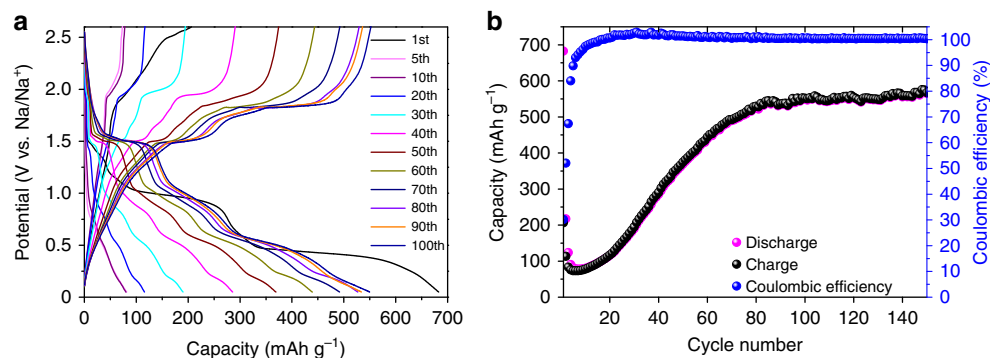 a
2.5
2.0
1.5
1.0
0.5
0
0 100 200 300 400 500 600 700
Potential (V vs. Na/Na⁺)
Capacity (mAh g⁻¹)
1st
5th
10th
20th
30th
40th
50th
60th
70th
80th
90th
100th
b
700
600
500
400
300
200
100
0
Capacity (mAh g⁻¹)
20 40 60 80 100 120 140
Cycle number
Discharge
Charge
Coulombic efficiency
100
90
80
70
60
50
40
30
20
10
0
Coulombic efficiency (%)